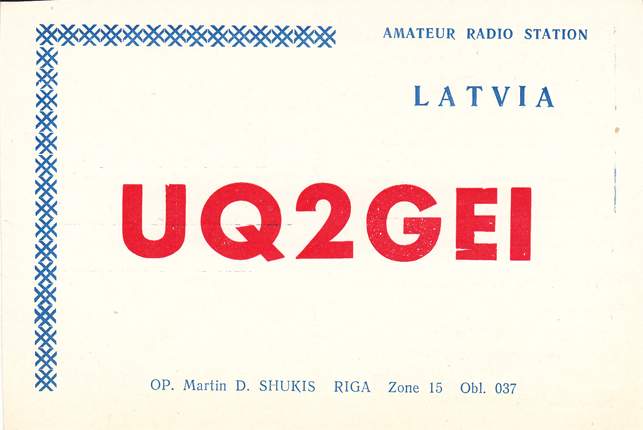 AMATEUR RADIO STATION
LATVIA
UQ2GEI
OP. Martin D. SHUKIS RIGA Zone 15 Obl. 037